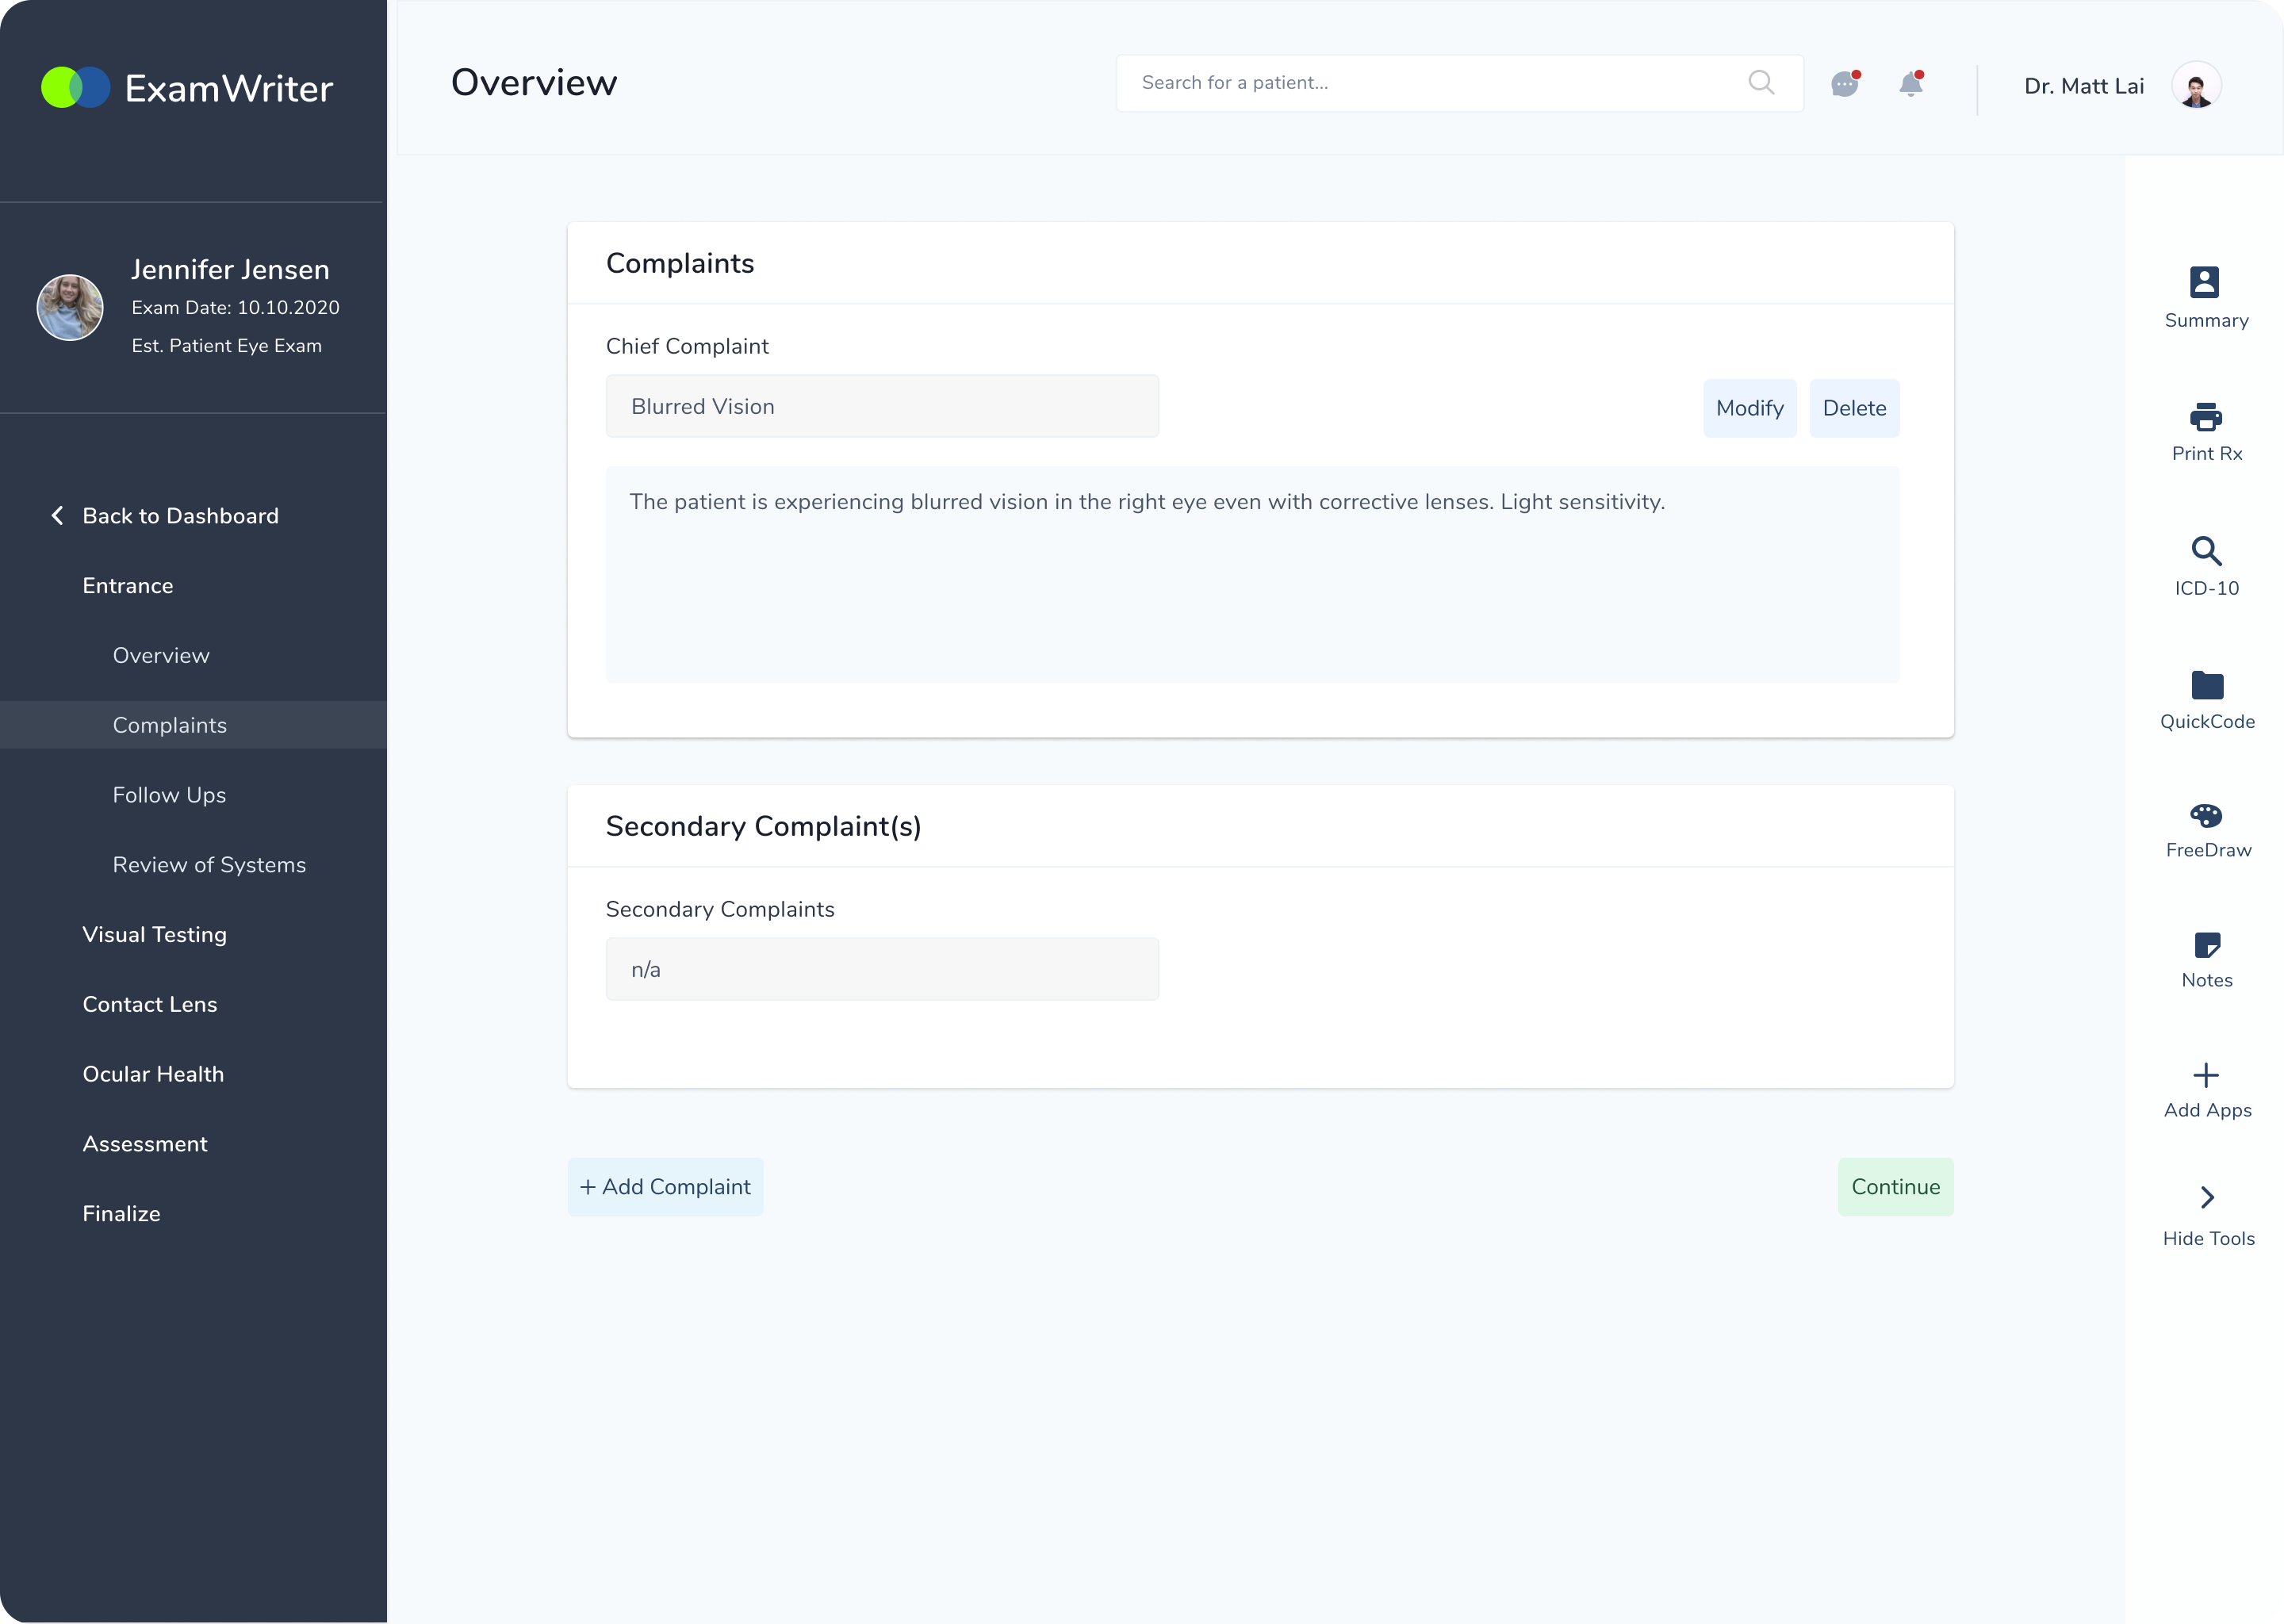 ExamWriter
Overview
Search for a patient...
Dr. Matt Lai
Jennifer Jensen
Exam Date: 10.10.2020
Est. Patient Eye Exam
Back to Dashboard
Entrance
Overview
Complaints
Follow Ups
Review of Systems
Visual Testing
Contact Lens
Ocular Health
Assessment
Finalize
Complaints
Chief Complaint
Blurred Vision
Modify
Delete
The patient is experiencing blurred vision in the right eye even with corrective lenses. Light sensitivity.
Secondary Complaint(s)
Secondary Complaints
n/a
+ Add Complaint
Continue
Summary
Print Rx
ICD-10
QuickCode
FreeDraw
Notes
Add Apps
Hide Tools